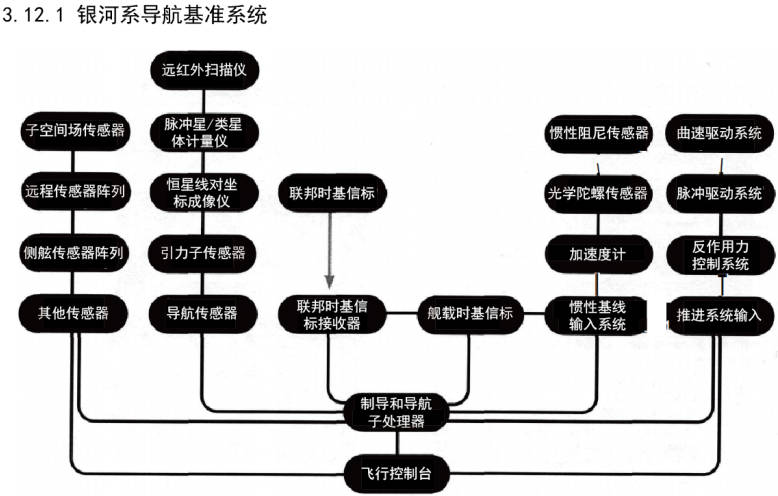 3.12.1 银河系导航基准系统
远红外扫描仪
子空间场传感器
脉冲星/类星
体计量仪
惯性阻尼传感器
曲速驱动系统
远程传感器阵列
恒星线对坐
标成像仪
联邦时基信标
光学陀螺传感器
脉冲驱动系统
侧舷传感器阵列
引力子传感器
加速度计
反作用力
控制系统
其他传感器
导航传感器
联邦时基信
标接收器
舰载时基信标
惯性基线
输入系统
推进系统输入
制导和导航
子处理器
飞行控制台